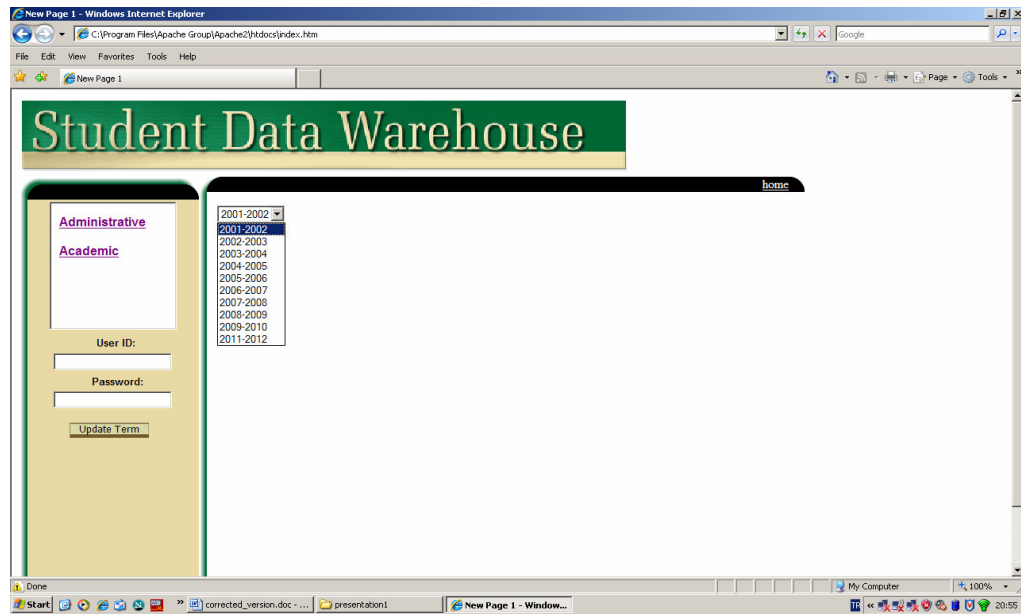 New Page 1 - Windows Internet Explorer
C:\Program Files\Apache Group\Apache2\htdocs\index.htm
Google
File Edit View Favorites Tools Help
New Page 1
Page Tools »
Student Data Warehouse
home
Administrative
Academic
User ID:
Password:
Update Term
2001-2002
2001-2002
2002-2003
2003-2004
2004-2005
2005-2006
2006-2007
2007-2008
2008-2009
2009-2010
2011-2012
Done
My Computer
100%
Start
»
corrected_version.doc - ...
presentation1
New Page 1 - Window...
TR
«
20:55